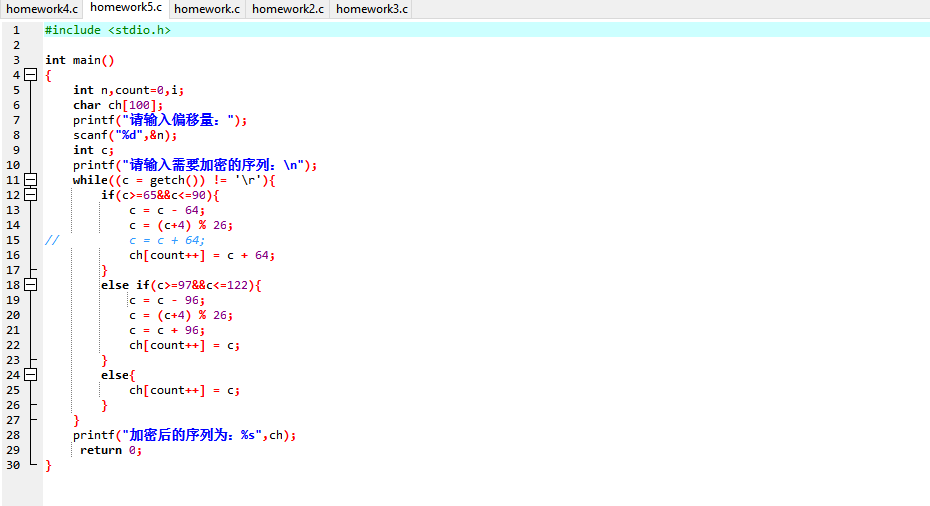 homework4.c homework5.c homework.c homework2.c homework3.c
1 #include <stdio.h>
2
3 int main()
4 {
5 int n,count=0,i;
6 char ch[100];
7 printf("请输入偏移量：");
8 scanf("%d",&n);
9 int c;
10 printf("请输入需要加密的序列：\n");
11 while((c = getch()) != '\r'){
12 if(c>=65&&c<=90){
13 c = c - 64;
14 c = (c+4) % 26;
15 // c = c + 64;
16 ch[count++] = c + 64;
17 }
18 else if(c>=97&&c<=122){
19 c = c - 96;
20 c = (c+4) % 26;
21 c = c + 96;
22 ch[count++] = c;
23 }
24 else{
25 ch[count++] = c;
26 }
27 }
28 printf("加密后的序列为：%s",ch);
29 return 0;
30 }